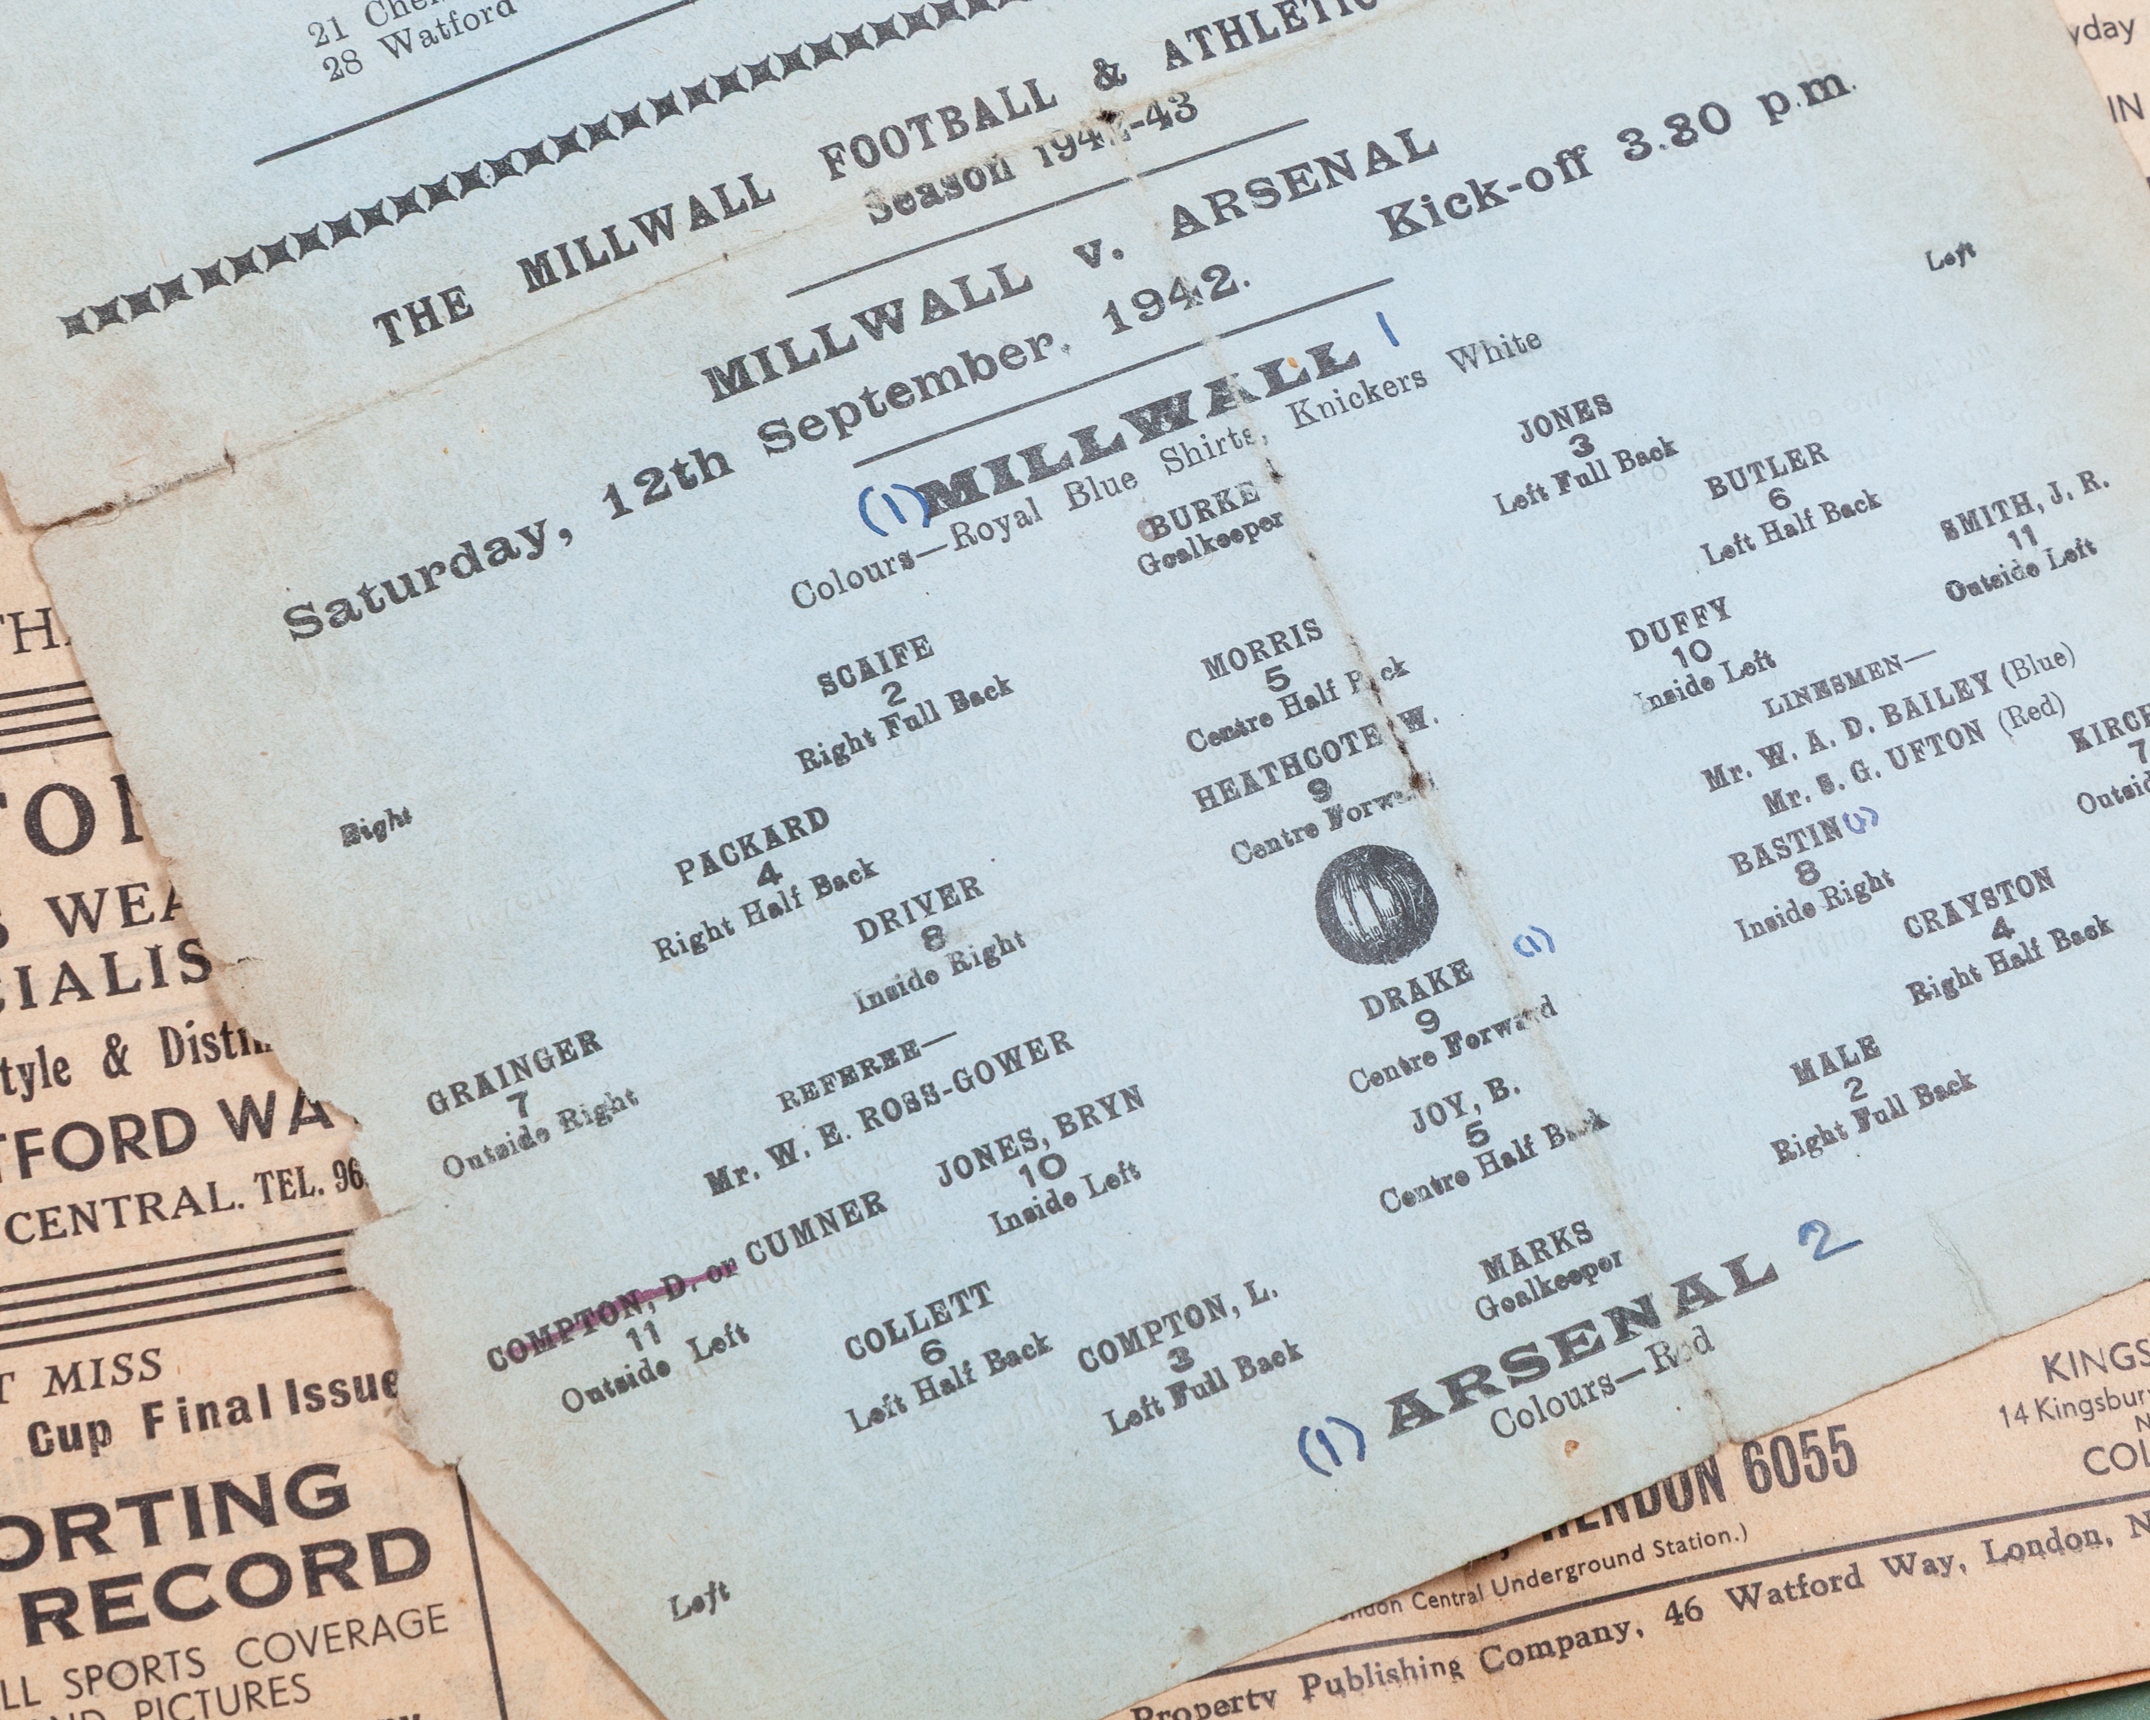 21
28 Watford
THE MILLWALL FOOTBALL & ATHLETIC
Season 1942-43
MILLWALL v. ARSENAL
Saturday, 12th September, 1942. Kick-off 3.30 p.m.
(1) MILLWALL 1
Colours—Royal Blue Shirts, Knickers White
Right
Left
BURKE
Goalkeeper
SCAIFE
2
Right Full Back
JONES
3
Left Full Back
PACKARD
4
Right Half Back
MORRIS
5
Centre Half Back
BUTLER
6
Left Half Back
GRAINGER
7
Outside Right
DRIVER
8
Inside Right
HEATHCOTE W.
9
Centre Forward
DUFFY
10
Inside Left
SMITH, J. R.
11
Outside Left
REFEREE—
Mr. W. E. ROSS-GOWER
LINESMEN—
Mr. W. A. D. BAILEY (Blue)
Mr. S. G. UFTON (Red)
COMPTON, D. or CUMNER
11
Outside Left
JONES, BRYN
10
Inside Left
DRAKE (1)
9
Centre Forward
BASTIN (1)
8
Inside Right
7
COLLETT
6
Left Half Back
JOY, B.
5
Centre Half Back
CRAYSTON
4
Right Half Back
COMPTON, L.
3
Left Full Back
MALE
2
Right Full Back
MARKS
Goalkeeper
(1) ARSENAL 2
Colours—Red
Left
WEA
CIALIS
tyle & Disti
TFORD WA
CENTRAL. TEL. 96
MISS
Cup Final Issue
ORTING
RECORD
SPORTS COVERAGE
PICTURES
yday
IN
KINGS
14 Kingsbur
HENDON 6055
Central Underground Station.)
Property Publishing Company, 46 Watford Way, London, N